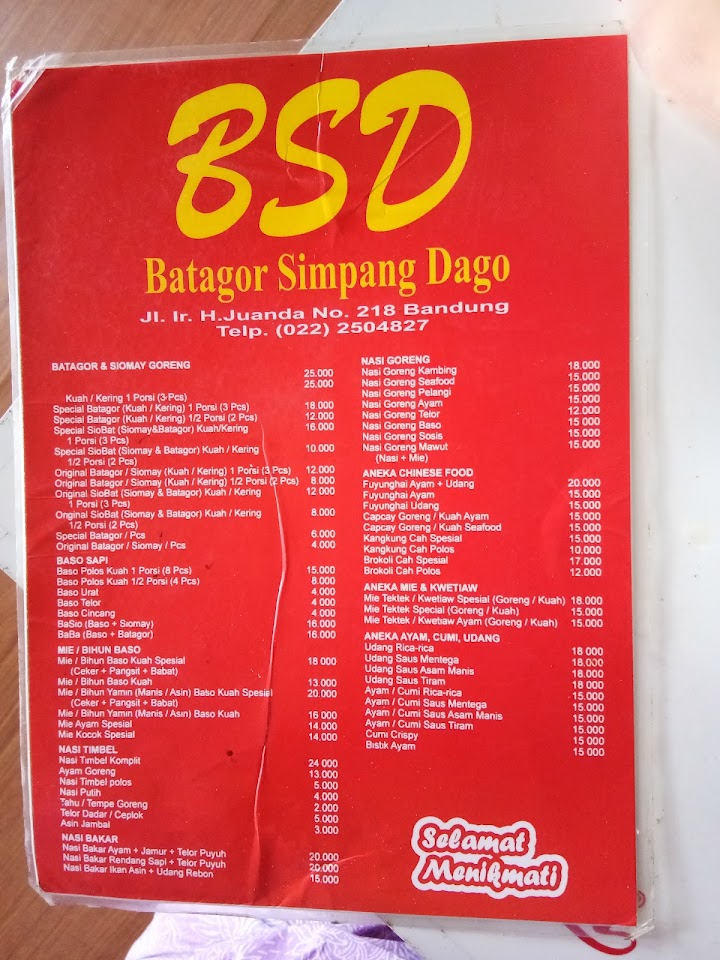 BSD
Batagor Simpang Dago
Jl. Ir. H.Juanda No. 218 Bandung
Telp. (022) 2504827
BATAGOR & SIOMAY GORENG
25.000
25.000
Kuah / Kering 1 Porsi (3 Pcs)
Special Batagor (Kuah / Kering) 1 Porsi (3 Pcs) 18.000
Special Batagor (Kuah / Kering) 1/2 Porsi (2 Pcs) 12.000
Special SioBat (Siomay&Batagor) Kuah/Kering 16.000
1 Porsi (3 Pcs)
Special SioBat (Siomay & Batagor) Kuah / Kering 10.000
1/2 Porsi (2 Pcs)
Original Batagor / Siomay (Kuah / Kering) 1 Porsi (3 Pcs) 12.000
Original Batagor / Siomay (Kuah / Kering) 1/2 Porsi (2 Pcs) 8.000
Original SioBat (Siomay & Batagor) Kuah / Kering 12.000
1 Porsi (3 Pcs)
Original SioBat (Siomay & Batagor) Kuah / Kering 8.000
1/2 Porsi (2 Pcs)
Special Batagor / Pcs 6.000
Original Batagor / Siomay / Pcs 4.000
BASO SAPI
Baso Polos Kuah 1 Porsi (8 Pcs) 15.000
Baso Polos Kuah 1/2 Porsi (4 Pcs) 8.000
Baso Urat 4.000
Baso Telor 4.000
Baso Cincang 4.000
BaSio (Baso + Siomay) 16.000
BaBa (Baso + Batagor) 16.000
MIE / BIHUN BASO
Mie / Bihun Baso Kuah Spesial 18 000
(Ceker + Pangsit + Babat)
Mie / Bihun Baso Kuah 13.000
Mie / Bihun Yamin (Manis / Asin) Baso Kuah Spesial 20.000
(Ceker + Pangsit + Babat)
Mie / Bihun Yamin (Manis / Asin) Baso Kuah 16 000
Mie Ayam Spesial 14.000
Mie Kocok Spesial 14.000
NASI TIMBEL
Nasi Timbel Komplit 24 000
Ayam Goreng 13.000
Nasi Timbel polos 5.000
Nasi Putih 4.000
Tahu / Tempe Goreng 2.000
Telor Dadar / Ceplok 5.000
Asin Jambal 3.000
NASI BAKAR
Nasi Bakar Ayam + Jamur + Telor Puyuh 20.000
Nasi Bakar Rendang Sapi + Telor Puyuh 20.000
Nasi Bakar Ikan Asin + Udang Rebon 15.000
NASI GORENG
Nasi Goreng Kambing 18.000
Nasi Goreng Seafood 15.000
Nasi Goreng Pelangi 15.000
Nasi Goreng Ayam 15.000
Nasi Goreng Telor 12.000
Nasi Goreng Baso 15.000
Nasi Goreng Sosis 15.000
Nasi Goreng Mawut 15.000
(Nasi + Mie)
ANEKA CHINESE FOOD
Fuyunghai Ayam + Udang 20.000
Fuyunghai Ayam 15.000
Fuyunghai Udang 15.000
Capcay Goreng / Kuah Ayam 15.000
Capcay Goreng / Kuah Seafood 15.000
Kangkung Cah Spesial 15.000
Kangkung Cah Polos 10.000
Brokoli Cah Spesial 17.000
Brokoli Cah Polos 12.000
ANEKA MIE & KWETIAW
Mie Tektek / Kwetiaw Spesial (Goreng / Kuah) 18.000
Mie Tektek Special (Goreng / Kuah) 15.000
Mie Tektek / Kwetiaw Ayam (Goreng / Kuah) 15.000
ANEKA AYAM, CUMI, UDANG
Udang Rica-rica 18 000
Udang Saus Mentega 18.000
Udang Saus Asam Manis 18.000
Udang Saus Tiram 18 000
Ayam / Cumi Rica-rica 15.000
Ayam / Cumi Saus Mentega 15.000
Ayam / Cumi Saus Asam Manis 15.000
Ayam / Cumi Saus Tiram 15 000
Cumi Crispy 15 000
Bistik Ayam 15 000
Selamat
Menikmati